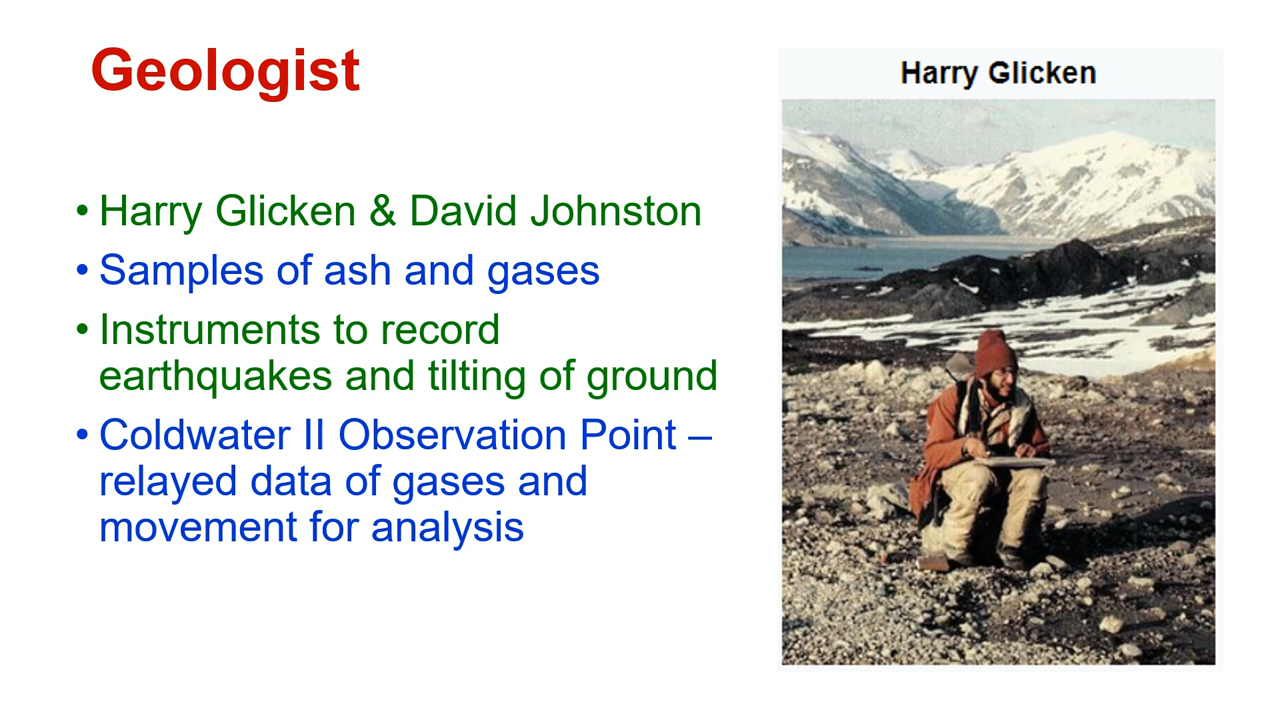 Geologist
Harry Glicken
• Harry Glicken & David Johnston
• Samples of ash and gases
• Instruments to record
earthquakes and tilting of ground
• Coldwater II Observation Point –
relayed data of gases and
movement for analysis